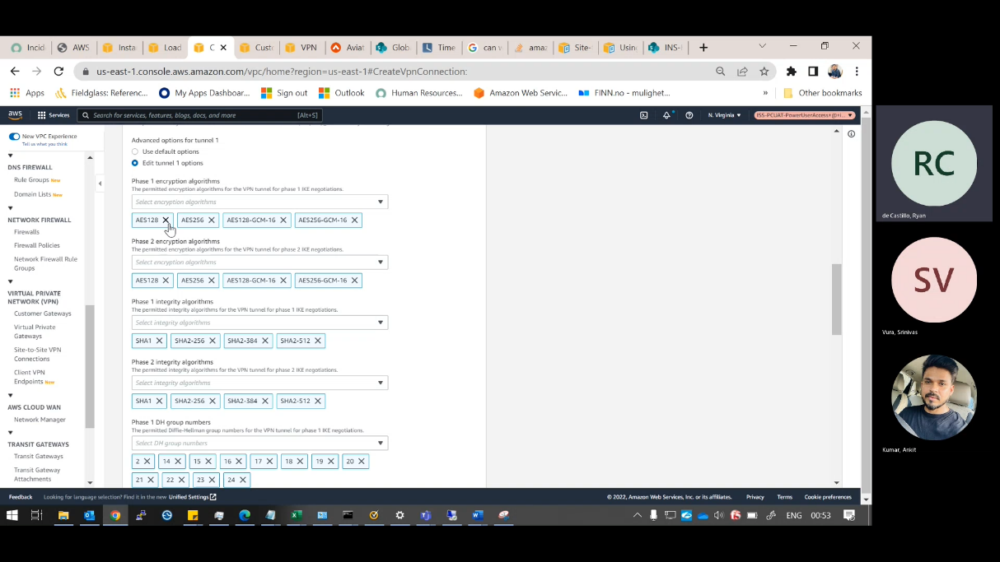 Incid
AWS
Insta
Load
C
Cust
VPN
Aviat
Glob
Time
can v
amaz
Site-
Using
INS-I
us-east-1.console.aws.amazon.com/vpc/home?region=us-east-1#CreateVpnConnection:
Apps
Fieldglass: Referenc...
My Apps Dashboar...
Sign out
Outlook
Human Resources...
Amazon Web Servic...
FINN.no - mulighet...
»
Other bookmarks
aws
Services
Search for services, features, blogs, docs, and more
[Alt+S]
N. Virginia
New VPC Experience
Tell us what you think
DNS FIREWALL
Rule Groups New
Domain Lists New
NETWORK FIREWALL
Firewalls
Firewall Policies
Network Firewall Rule
Groups
VIRTUAL PRIVATE
NETWORK (VPN)
Customer Gateways
Virtual Private
Gateways
Site-to-Site VPN
Connections
Client VPN
Endpoints New
AWS CLOUD WAN
Network Manager
TRANSIT GATEWAYS
Transit Gateways
Transit Gateway
Attachments
Advanced options for tunnel 1
Use default options
Edit tunnel 1 options
Phase 1 encryption algorithms
The permitted encryption algorithms for the VPN tunnel for phase 1 IKE negotiations.
Select encryption algorithms
AES128 AES256 AES128-GCM-16 AES256-GCM-16
Phase 2 encryption algorithms
The permitted encryption algorithms for the VPN tunnel for phase 2 IKE negotiations.
Select encryption algorithms
AES128 AES256 AES128-GCM-16 AES256-GCM-16
Phase 1 integrity algorithms
The permitted integrity algorithms for the VPN tunnel for phase 1 IKE negotiations.
Select integrity algorithms
SHA1 SHA2-256 SHA2-384 SHA2-512
Phase 2 integrity algorithms
The permitted integrity algorithms for the VPN tunnel for phase 2 IKE negotiations.
Select integrity algorithms
SHA1 SHA2-256 SHA2-384 SHA2-512
Phase 1 DH group numbers
The permitted Diffie-Hellman group numbers for the VPN tunnel for phase 1 IKE negotiations.
Select DH group numbers
2 14 15 16 17 18 19 20
21 22 23 24
Feedback
Looking for language selection? Find it in the new Unified Settings
© 2022, Amazon Web Services, Inc. or its affiliates.
Privacy
Terms
Cookie preferences
ENG
00:53
RC
de Castillo, Ryan
SV
Vura, Srinivas
Kumar, Ankit